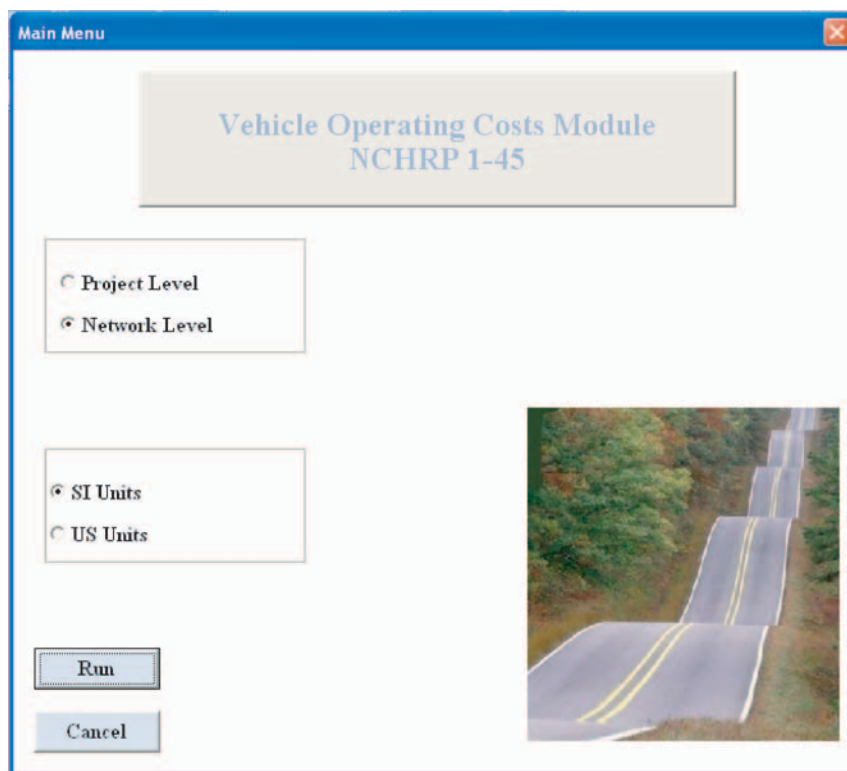 Main Menu
Vehicle Operating Costs Module
NCHRP 1-45
Project Level
Network Level
SI Units
US Units
Run
Cancel